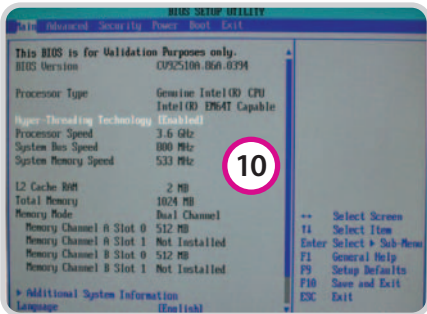 BIOS SETUP UTILITY
Main Advanced Security Power Boot Exit
This BIOS is for Validation Purposes only.
BIOS Version CV92510A.86A.0394
Processor Type Genuine Intel(R) CPU
Intel(R) EM64T Capable
Hyper-Threading Technology [Enabled]
Processor Speed 3.6 GHz
System Bus Speed 800 MHz
System Memory Speed 533 MHz
10
L2 Cache RAM 2 MB
Total Memory 1024 MB
Memory Mode Dual Channel
Memory Channel A Slot 0 512 MB
Memory Channel A Slot 1 Not Installed
Memory Channel B Slot 0 512 MB
Memory Channel B Slot 1 Not Installed
▶ Additional System Information
Language [English]
↔ Select Screen
↑↓ Select Item
Enter Select ▶ Sub-Menu
F1 General Help
F9 Setup Defaults
F10 Save and Exit
ESC Exit